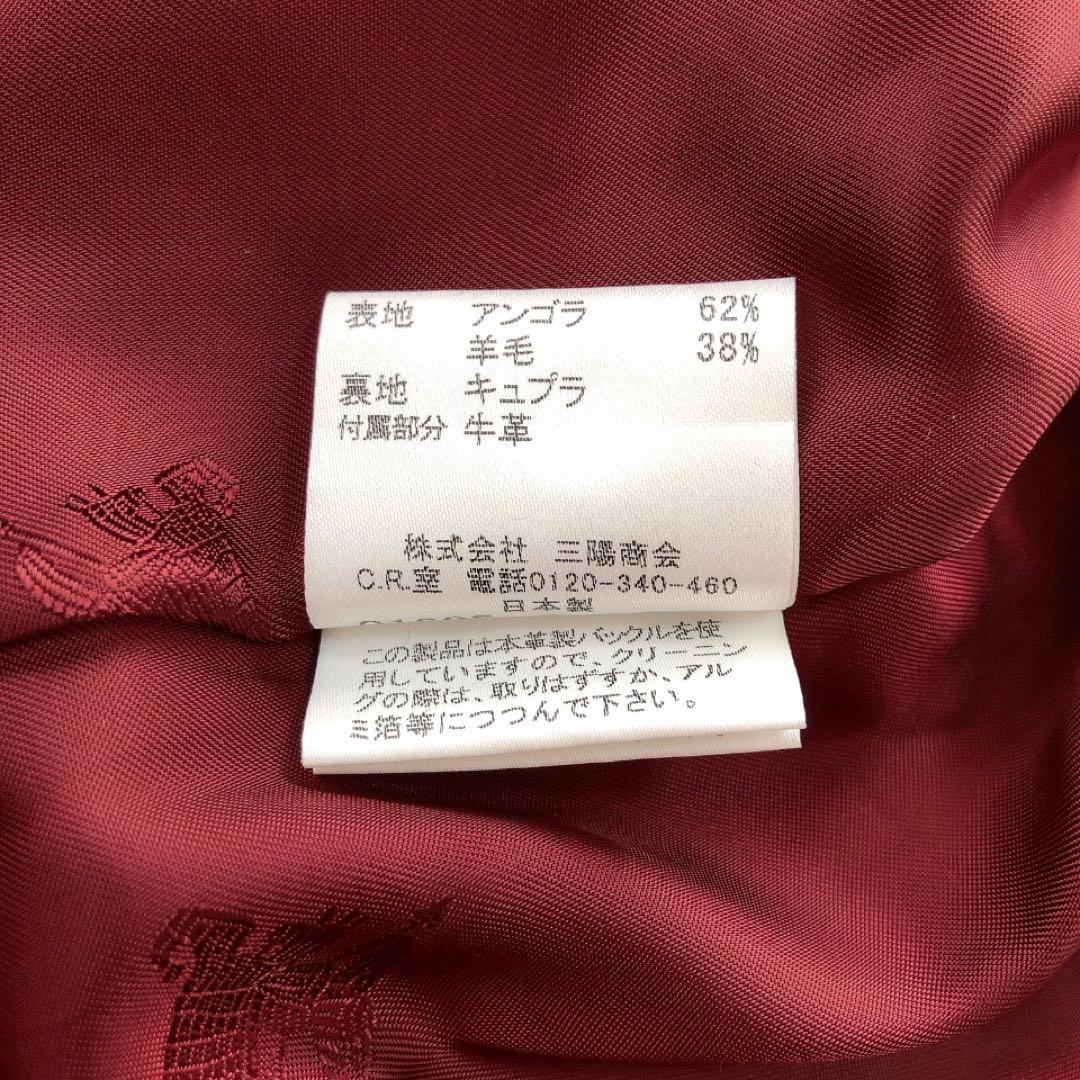 表地 アンゴラ 62%
羊毛 38%
裏地 キュプラ
付属部分 牛革
株式会社 三陽商会
C.R.室 電話0120-340-460
日本製
この製品は本革製バックルを使
用していますので、クリーニン
グの際は、取りはずすか、アル
ミ箔等につつんで下さい。